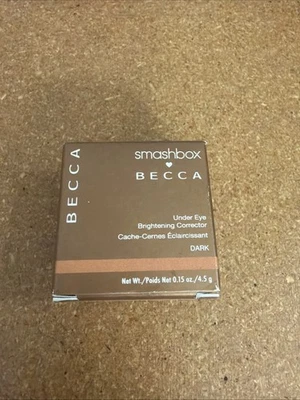 BECCA
smashbox
BECCA
Under Eye
Brightening Corrector
Cache-Cernes Éclaircissant
DARK
Net Wt./Poids Net 0.15 oz./4.5 g